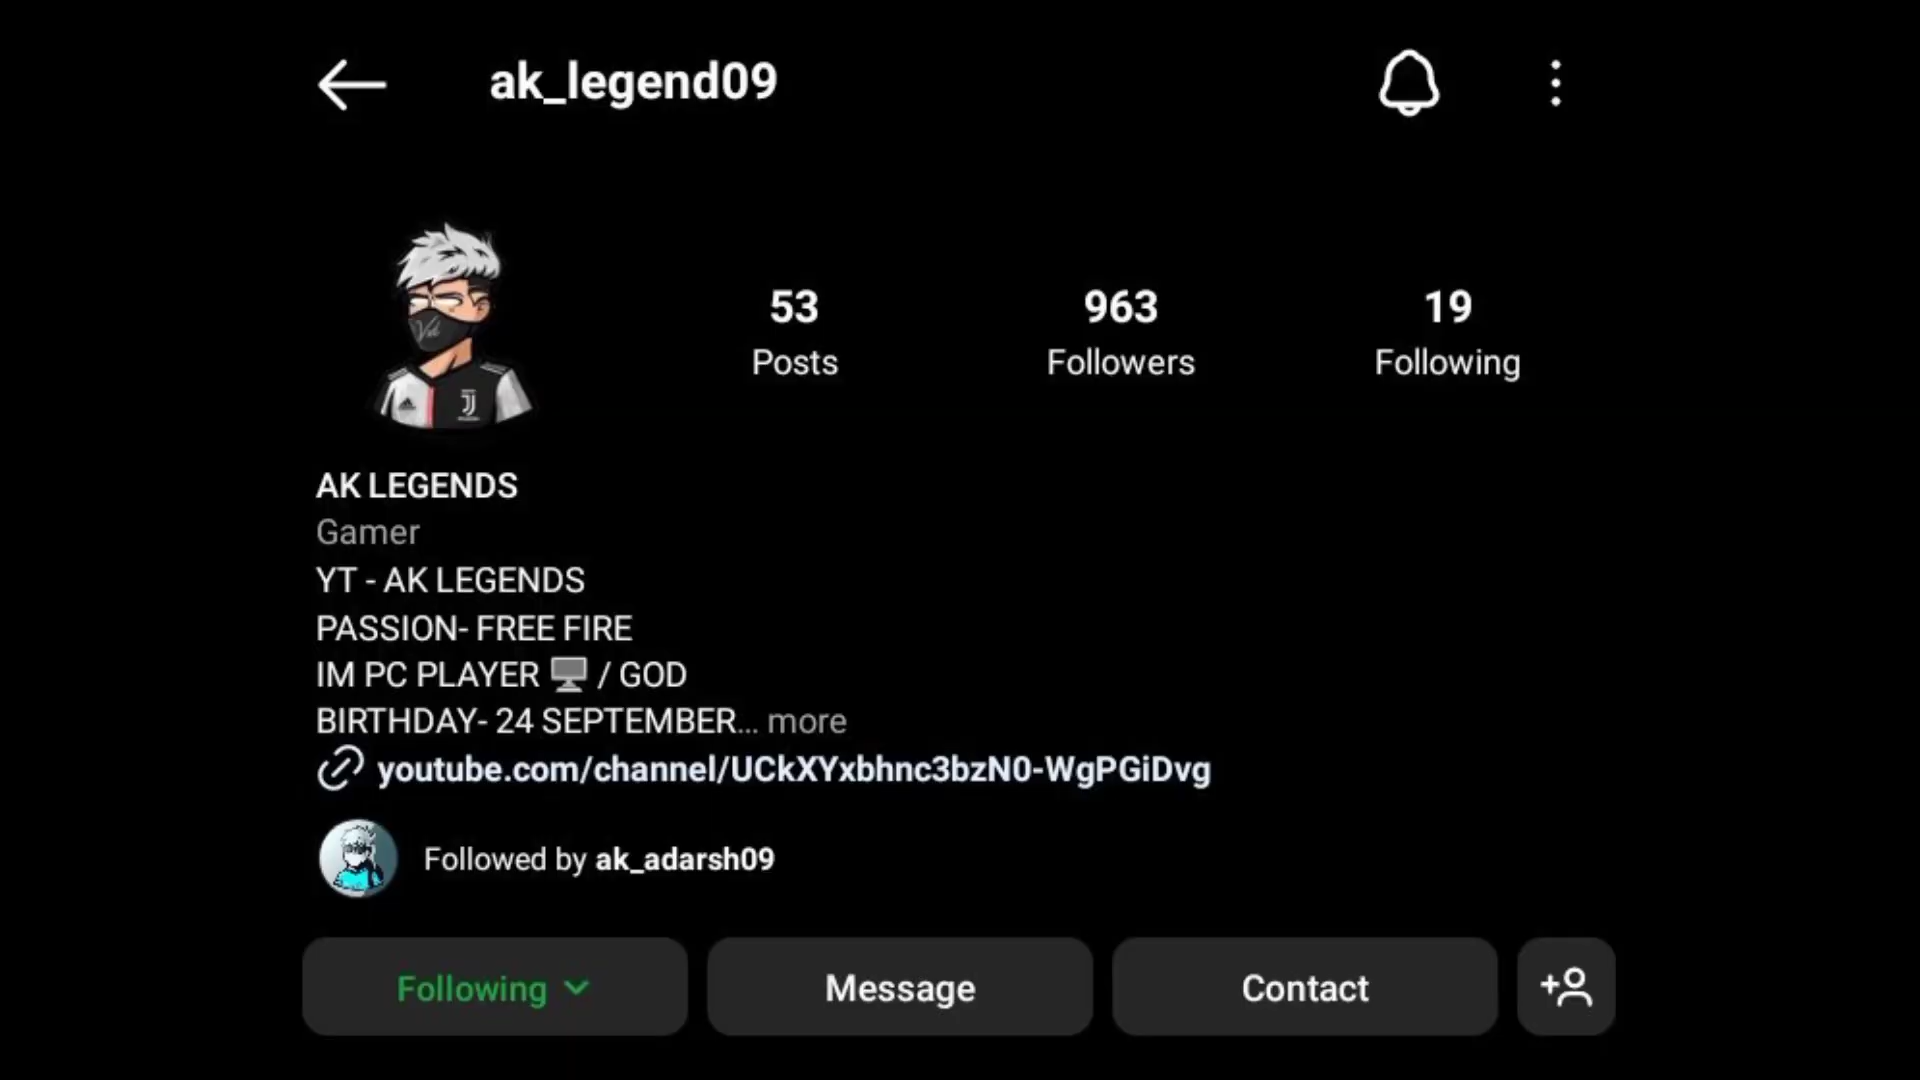 ak_legend09
53
Posts
963
Followers
19
Following
AK LEGENDS
Gamer
YT - AK LEGENDS
PASSION- FREE FIRE
IM PC PLAYER 🖥️ / GOD
BIRTHDAY- 24 SEPTEMBER... more
youtube.com/channel/UCkXYxbhnc3bzN0-WgPGiDvg
Followed by ak_adarsh09
Following
Message
Contact